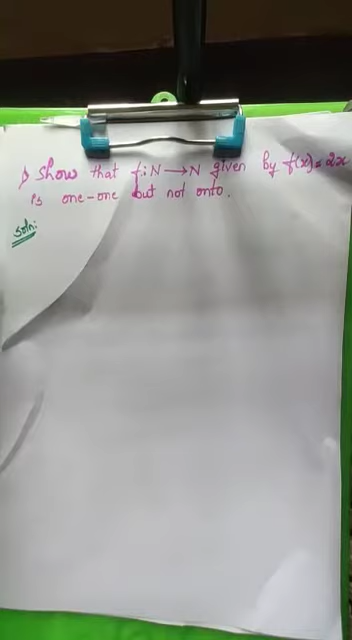 ) Show that f: N → N given by f(x) = 2x
is one-one but not onto.
Soln: